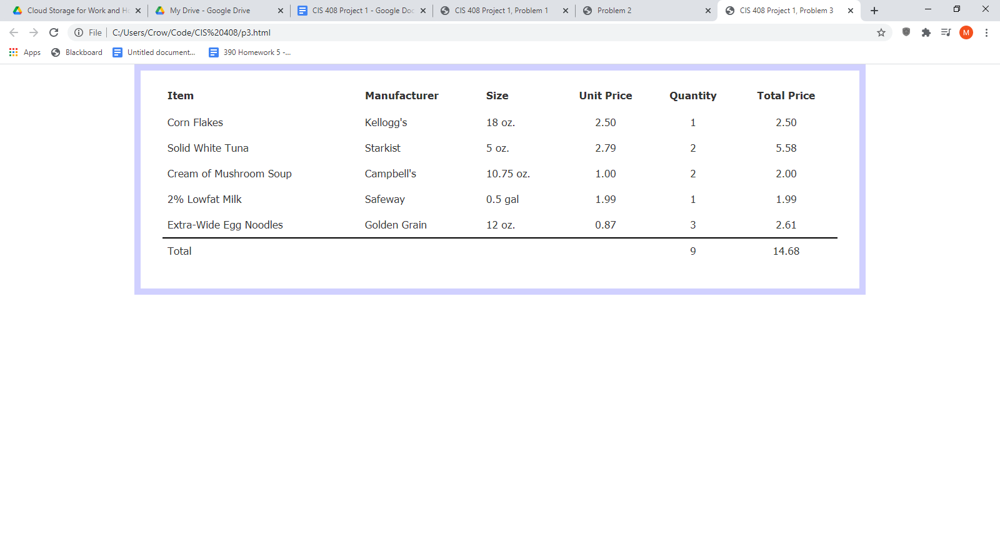 Cloud Storage for Work and Ho My Drive - Google Drive CIS 408 Project 1 - Google Doc CIS 408 Project 1, Problem 1 Problem 2 CIS 408 Project 1, Problem 3
File C:/Users/Crow/Code/CIS%20408/p3.html M
Apps Blackboard Untitled document... 390 Homework 5 -...
Item Manufacturer Size Unit Price Quantity Total Price
Corn Flakes Kellogg's 18 oz. 2.50 1 2.50
Solid White Tuna Starkist 5 oz. 2.79 2 5.58
Cream of Mushroom Soup Campbell's 10.75 oz. 1.00 2 2.00
2% Lowfat Milk Safeway 0.5 gal 1.99 1 1.99
Extra-Wide Egg Noodles Golden Grain 12 oz. 0.87 3 2.61
Total 9 14.68